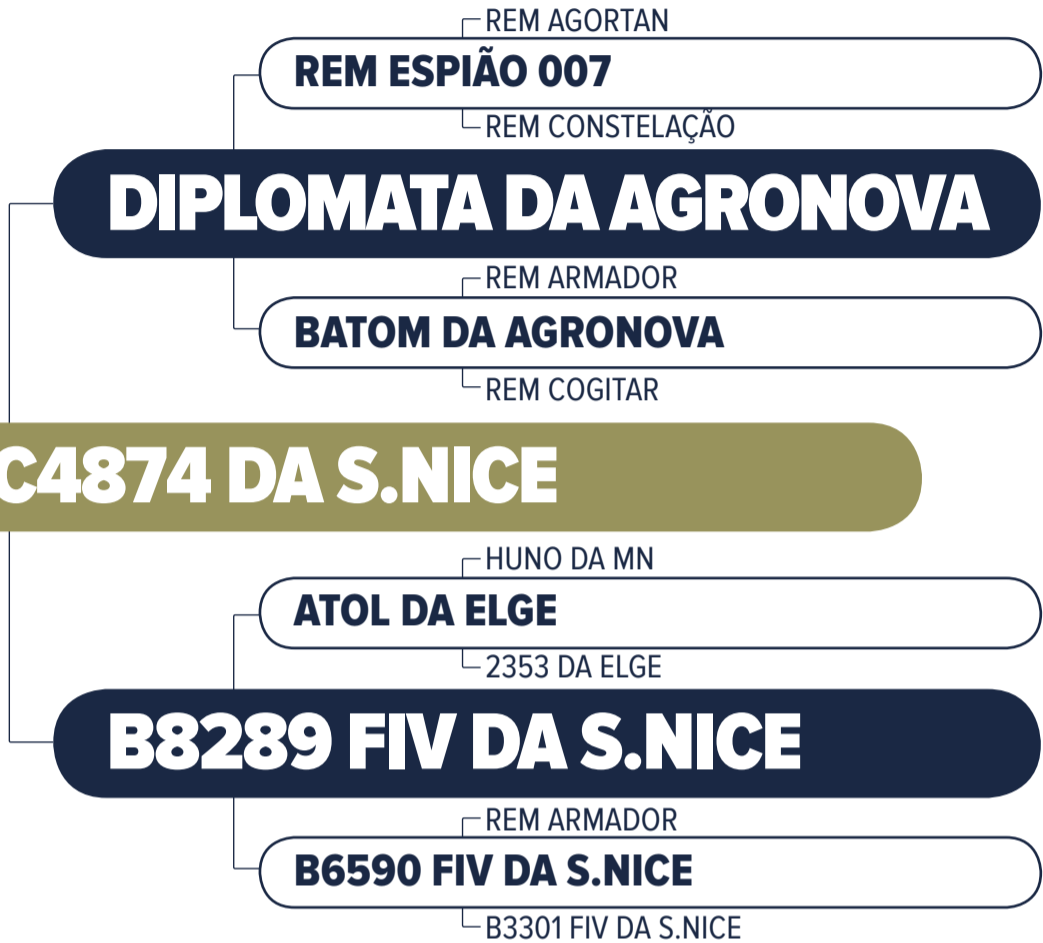 REM AGORTAN
REM ESPIÃO 007
REM CONSTELAÇÃO
DIPLOMATA DA AGRONOVA
REM ARMADOR
BATOM DA AGRONOVA
REM COGITAR
C4874 DA S.NICE
HUNO DA MN
ATOL DA ELGE
2353 DA ELGE
B8289 FIV DA S.NICE
REM ARMADOR
B6590 FIV DA S.NICE
B3301 FIV DA S.NICE